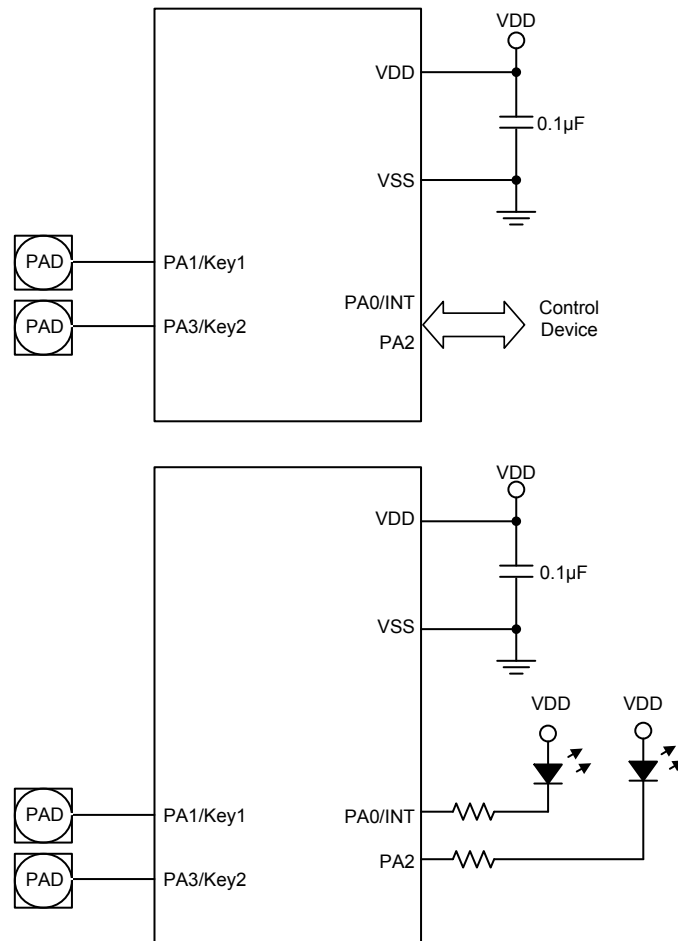 VDD
VDD
0.1µF
VSS
PAD
PA1/Key1
PA0/INT
Control
Device
PAD
PA3/Key2
PA2
VDD
VDD
0.1µF
VSS
VDD
VDD
PAD
PA1/Key1
PA0/INT
PAD
PA3/Key2
PA2